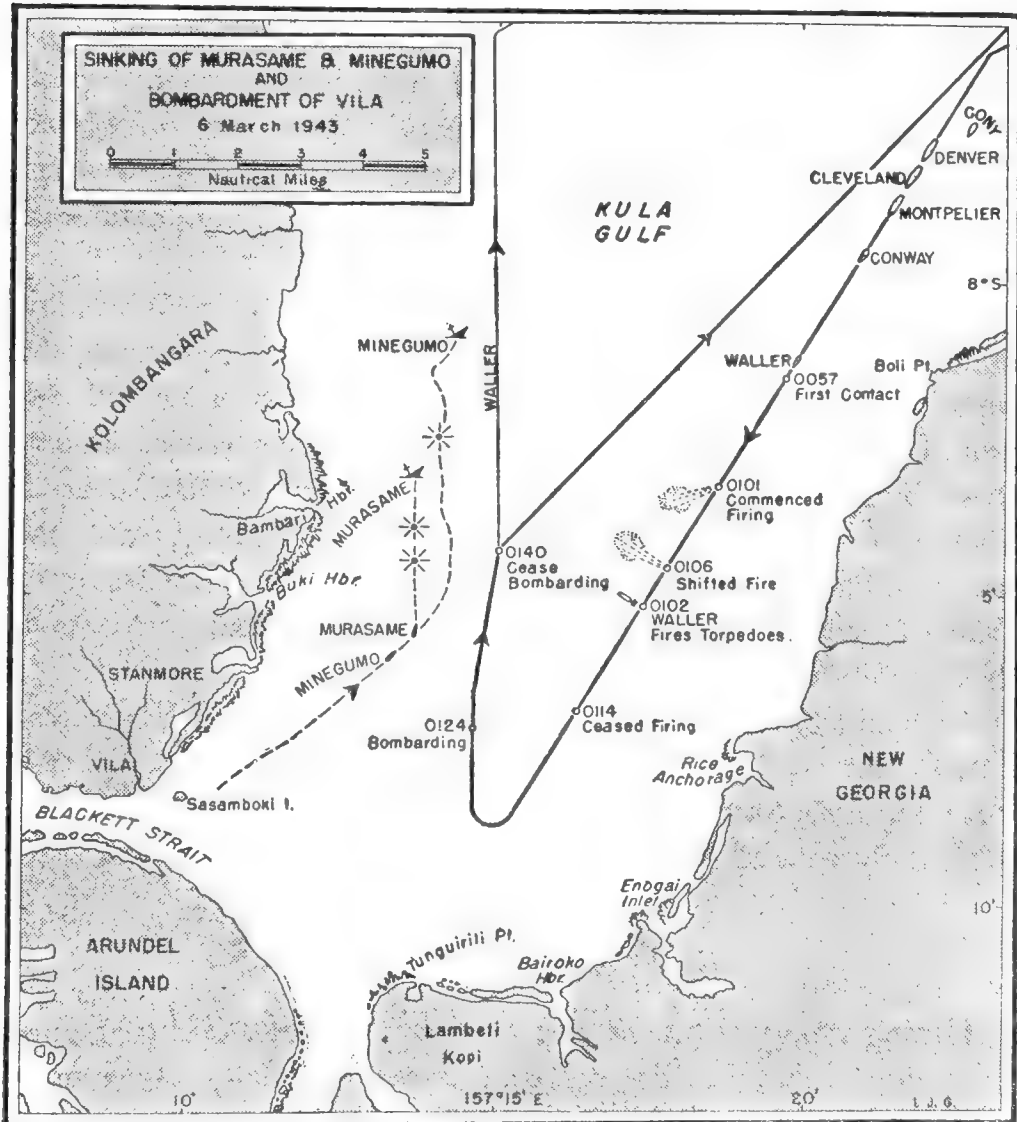 SINKING OF MURASAME & MINEGUMO
AND
BOMBARDMENT OF VILA
6 March 1943
0 1 2 3 4 5
Nautical Miles
CONY
DENVER
CLEVELAND
MONTPELIER
CONWAY
KULA
GULF
8° S
KOLOMBANGARA
MINEGUMO
WALLER
WALLER
0057
First Contact
Boli Pt.
MURASAME
0101
Commenced
Firing
Bambari Hbr.
0140
Cease
Bombarding
0106
Shifted Fire
Buki Hbr.
0102
WALLER
Fires Torpedoes.
5'
MURASAME
MINEGUMO
STANMORE
0124
Bombarding
0114
Ceased Firing
VILA
Rice
Anchorage
NEW
GEORGIA
Sasamboki I.
BLACKETT STRAIT
Enogai
Inlet
10'
ARUNDEL
ISLAND
Tunguirili Pt.
Bairoko
Hbr.
Lambeti
Kopi
10'
157°15' E
20'